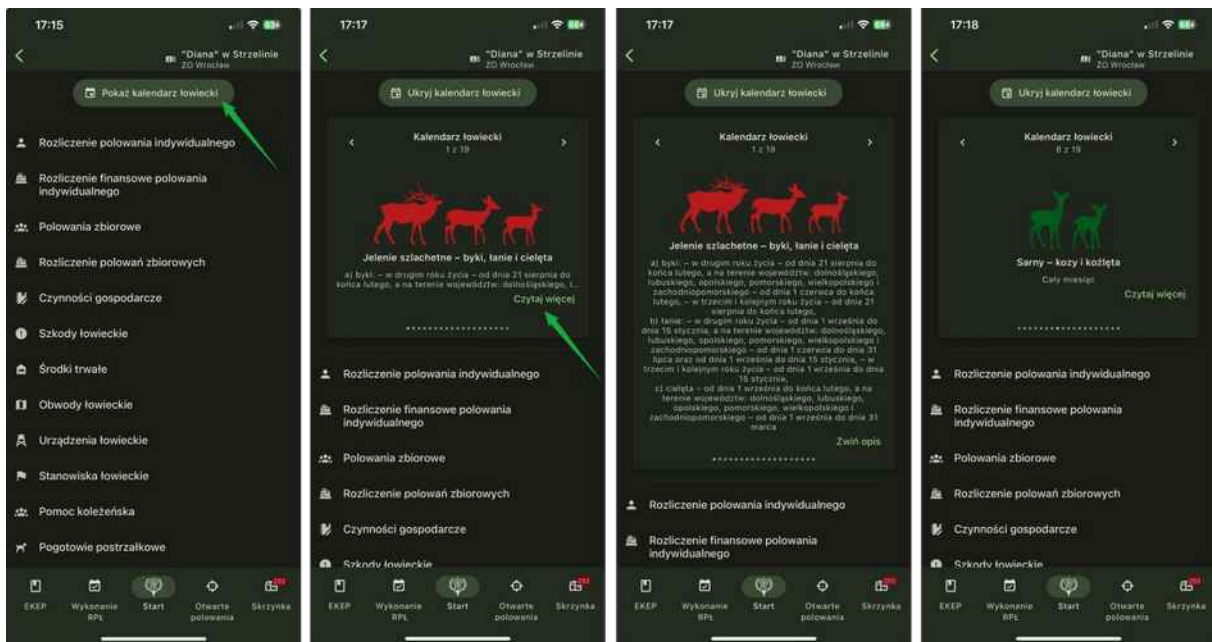 17:15
"Diana" w Strzelinie
ZO Wrocław
Pokaż kalendarz łowiecki
Rozliczenie polowania indywidualnego
Rozliczenie finansowe polowania
indywidualnego
Polowania zbiorowe
Rozliczenie polowań zbiorowych
Czynności gospodarcze
Szkody łowieckie
Środki trwałe
Obwody łowieckie
Urządzenia łowieckie
Stanowiska łowieckie
Pomoc koleżeńska
Pogotowie postrzałkowe
EKEP
Wykonanie
RPŁ
Start
Otwarte
polowania
Skrzynka
17:17
"Diana" w Strzelinie
ZO Wrocław
Ukryj kalendarz łowiecki
Kalendarz łowiecki
1 z 19
Jelenie szlachetne – byki, łanie i cielęta
a) byki: – w drugim roku życia – od dnia 21 sierpnia do
końca lutego, a na terenie województw: dolnośląskiego, l...
Czytaj więcej
Rozliczenie polowania indywidualnego
Rozliczenie finansowe polowania
indywidualnego
Polowania zbiorowe
Rozliczenie polowań zbiorowych
Czynności gospodarcze
Szkody łowieckie
EKEP
Wykonanie
RPŁ
Start
Otwarte
polowania
Skrzynka
17:17
"Diana" w Strzelinie
ZO Wrocław
Ukryj kalendarz łowiecki
Kalendarz łowiecki
1 z 19
Jelenie szlachetne – byki, łanie i cielęta
a) byki: – w drugim roku życia – od dnia 21 sierpnia do
końca lutego, a na terenie województw: dolnośląskiego,
lubuskiego, opolskiego, pomorskiego, wielkopolskiego i
zachodniopomorskiego – od dnia 1 czerwca do końca
lutego, – w trzecim i kolejnym roku życia – od dnia 21
sierpnia do końca lutego,
b) łanie: – w drugim roku życia – od dnia 1 września do
dnia 15 stycznia, a na terenie województw: dolnośląskiego,
lubuskiego, opolskiego, pomorskiego, wielkopolskiego i
zachodniopomorskiego – od dnia 1 czerwca do dnia 31
lipca oraz od dnia 1 września do dnia 15 stycznia, – w
trzecim i kolejnym roku życia – od dnia 1 września do dnia
15 stycznia,
c) cielęta – od dnia 1 września do końca lutego, a na
terenie województw: dolnośląskiego, lubuskiego,
opolskiego, pomorskiego, wielkopolskiego i
zachodniopomorskiego – od dnia 1 września do dnia 31
marca
Zwiń opis
Rozliczenie polowania indywidualnego
Rozliczenie finansowe polowania
indywidualnego
EKEP
Wykonanie
RPŁ
Start
Otwarte
polowania
Skrzynka
17:18
"Diana" w Strzelinie
ZO Wrocław
Ukryj kalendarz łowiecki
Kalendarz łowiecki
z 19
Sarny – kozy i koźlęta
Cały miesiąc
Czytaj więcej
Rozliczenie polowania indywidualnego
Rozliczenie finansowe polowania
indywidualnego
Polowania zbiorowe
Rozliczenie polowań zbiorowych
Czynności gospodarcze
Szkody łowieckie
EKEP
Wykonanie
RPŁ
Start
Otwarte
polowania
Skrzynka